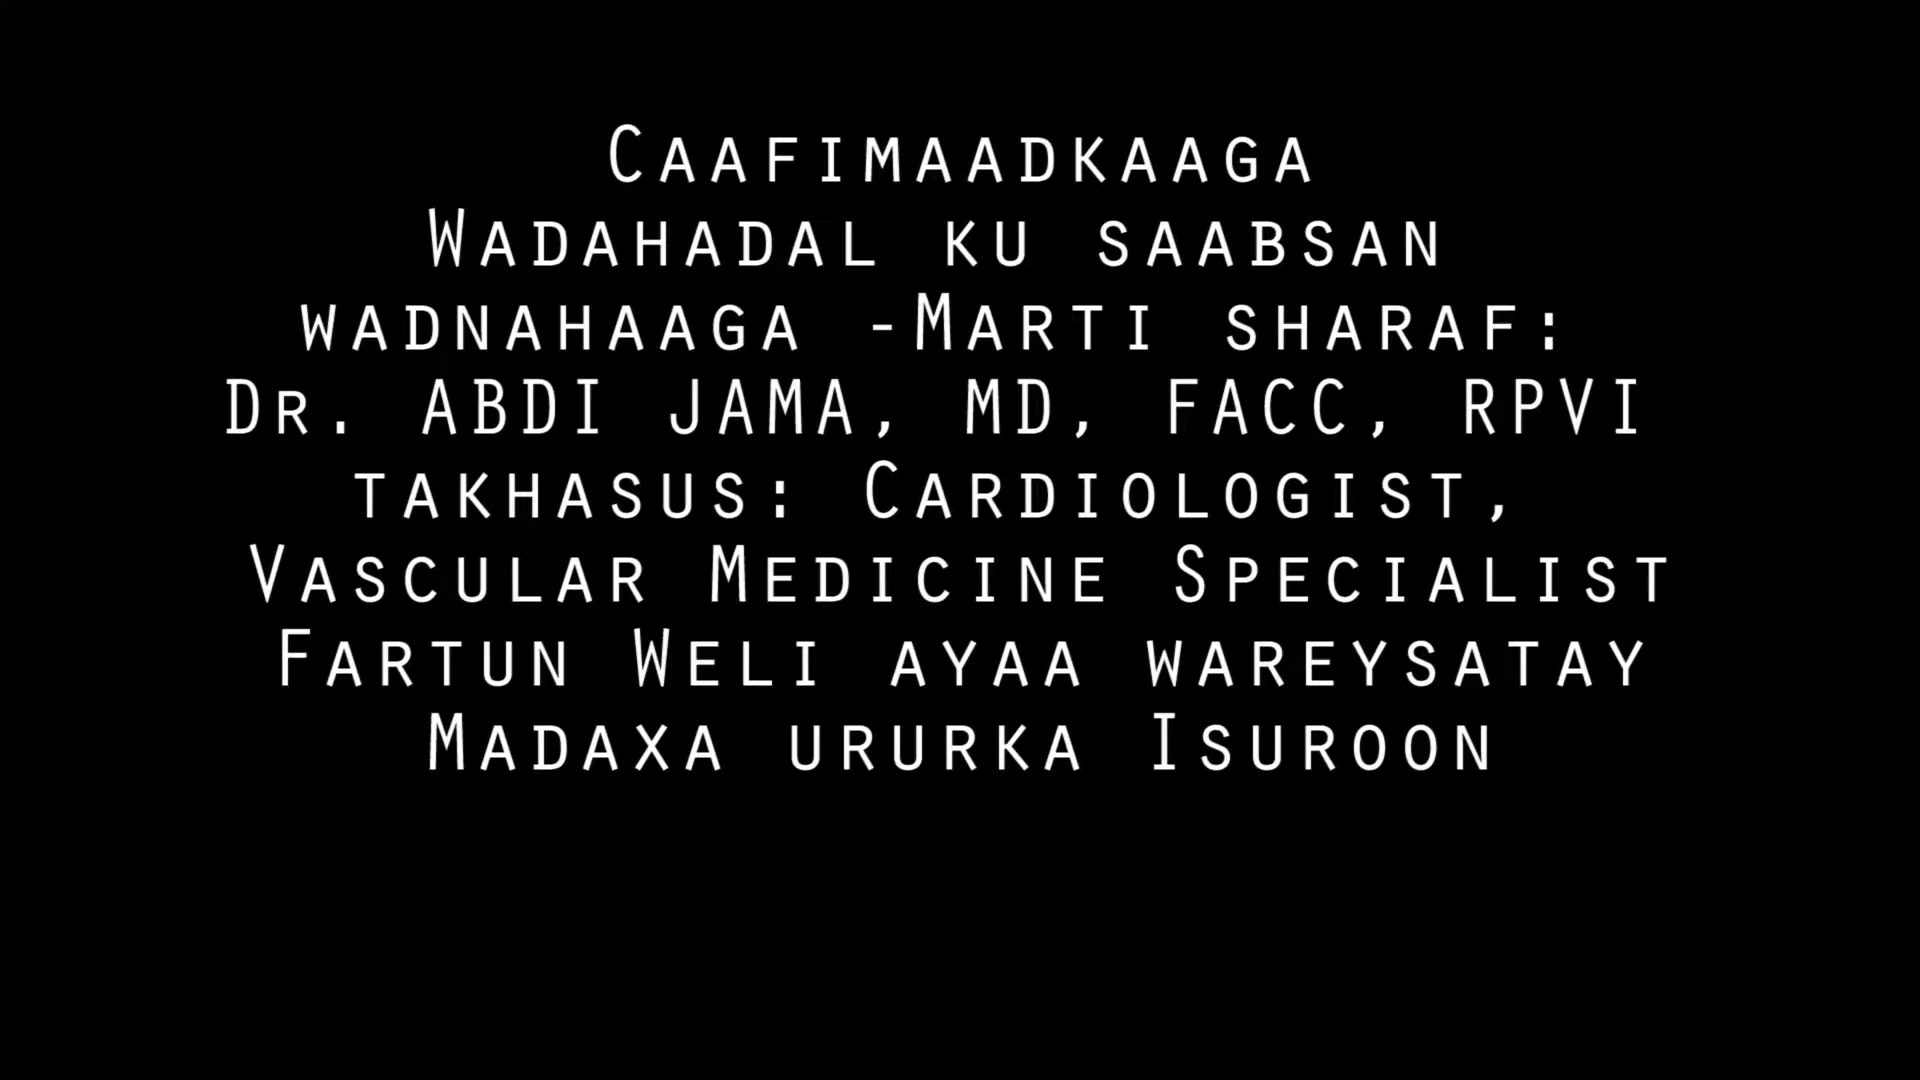 Caafimaadkaaga
Wadahadal ku saabsan
wadnahaaga -Marti sharaf:
Dr. ABDI JAMA, MD, FACC, RPVI
takhasus: Cardiologist,
Vascular Medicine Specialist
Fartun Weli ayaa wareysatay
Madaxa ururka Isuroon